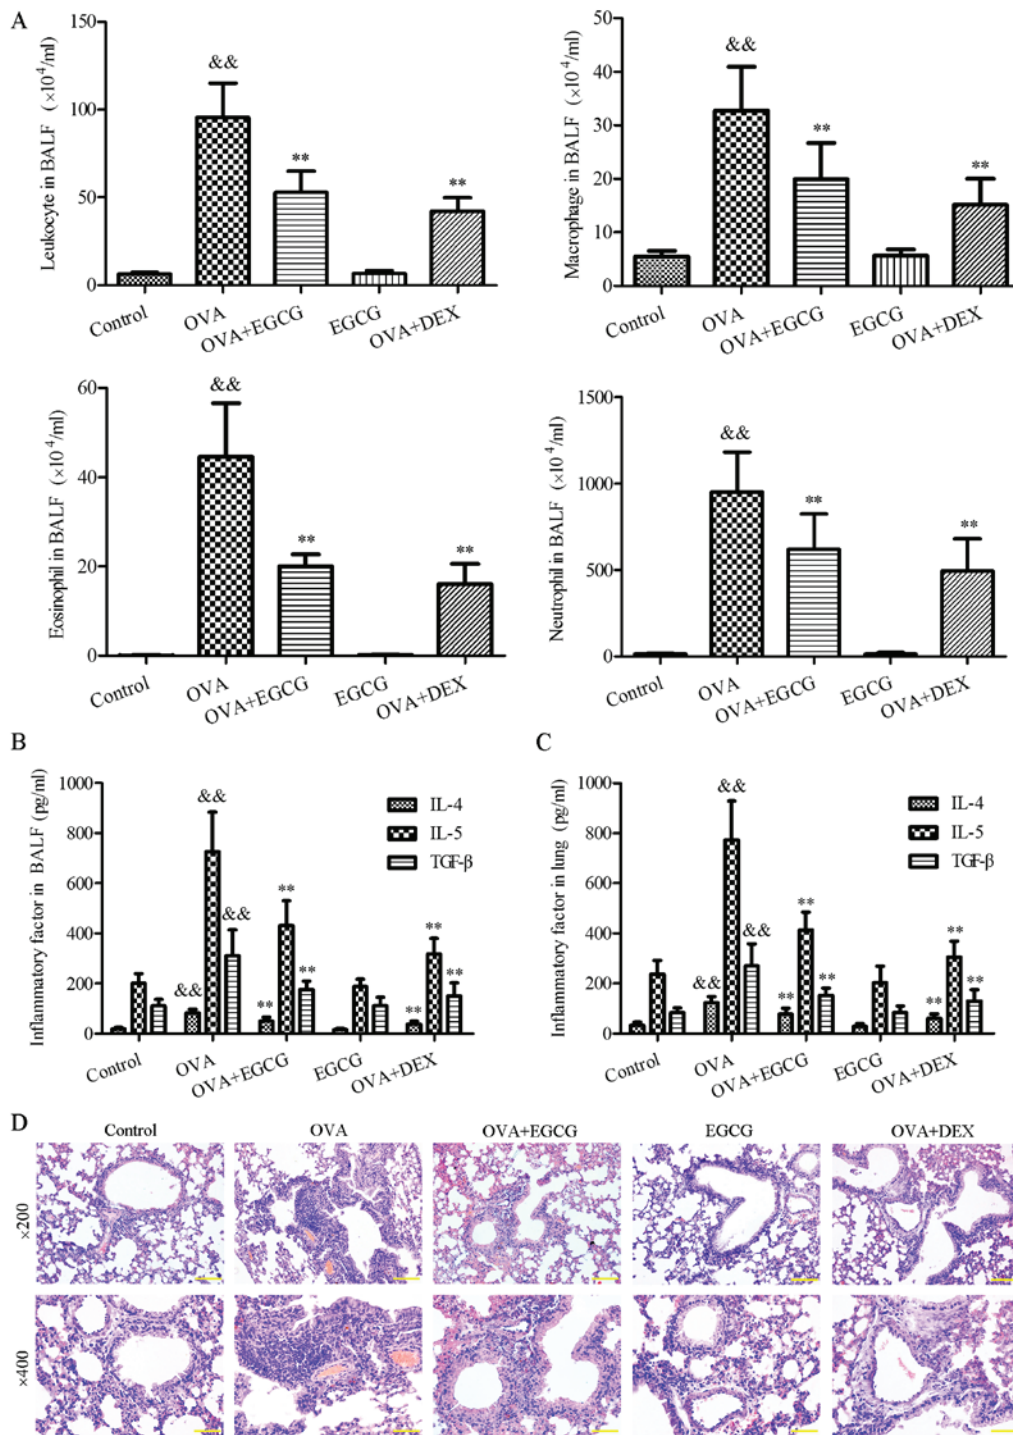 A
Leukocyte in BALF (×10⁴/ml)
150
100
50
0
&&
**
**
Control
OVA
OVA+EGCG
EGCG
OVA+DEX
Macrophage in BALF (×10⁴/ml)
50
40
30
20
10
0
&&
**
**
Control
OVA
OVA+EGCG
EGCG
OVA+DEX
Eosinophil in BALF (×10⁴/ml)
60
40
20
0
&&
**
**
Control
OVA
OVA+EGCG
EGCG
OVA+DEX
Neutrophil in BALF (×10⁴/ml)
1500
1000
500
0
&&
**
**
Control
OVA
OVA+EGCG
EGCG
OVA+DEX
B
Inflammatory factor in BALF (pg/ml)
1000
800
600
400
200
0
&&
&&
&&
**
**
**
**
**
**
IL-4
IL-5
TGF-β
Control
OVA
OVA+EGCG
EGCG
OVA+DEX
C
Inflammatory factor in lung (pg/ml)
1000
800
600
400
200
0
&&
&&
&&
**
**
**
**
**
**
IL-4
IL-5
TGF-β
Control
OVA
OVA+EGCG
EGCG
OVA+DEX
D
Control OVA OVA+EGCG EGCG OVA+DEX
×200
×400